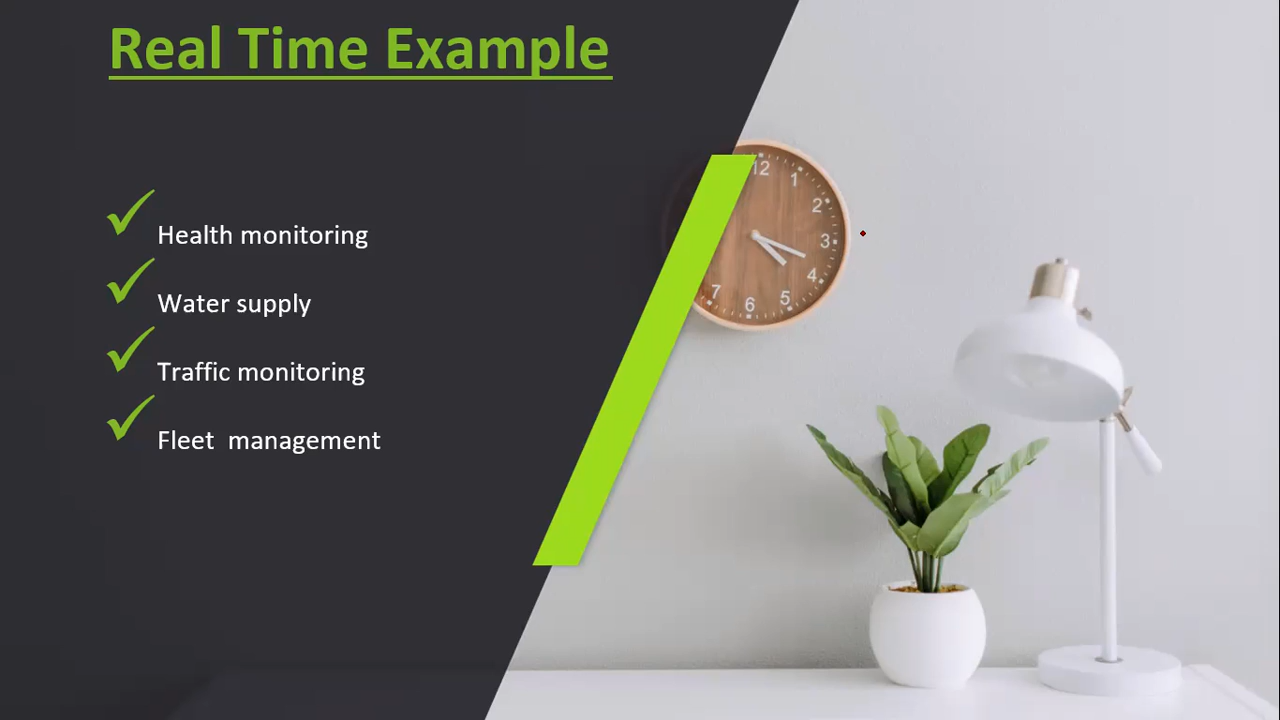 Real Time Example
Health monitoring
Water supply
Traffic monitoring
Fleet  management
12
1
2
3
4
5
6
7